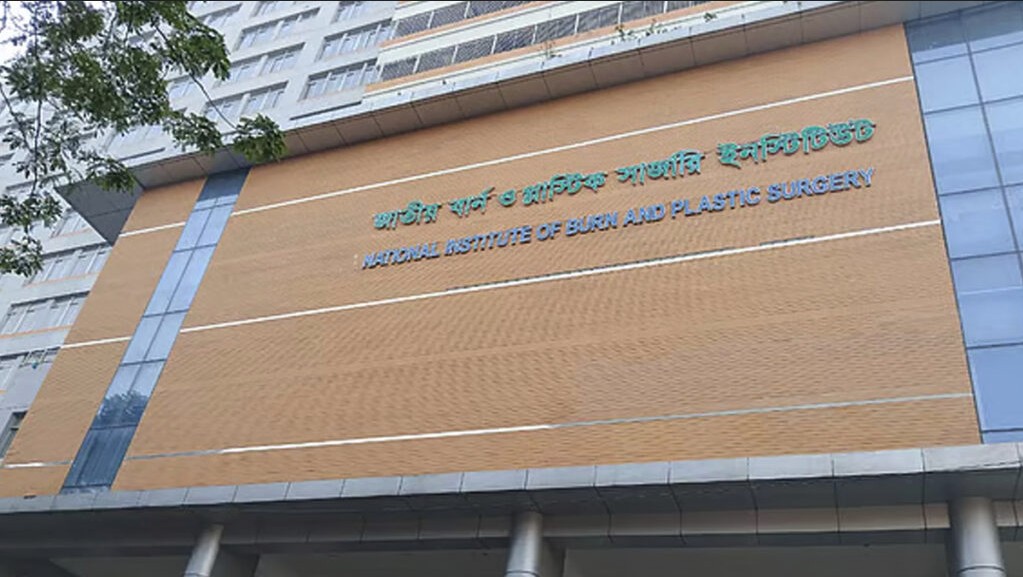 জাতীয় বার্ন ও প্লাস্টিক সার্জারি ইনস্টিটিউট
NATIONAL INSTITUTE OF BURN AND PLASTIC SURGERY